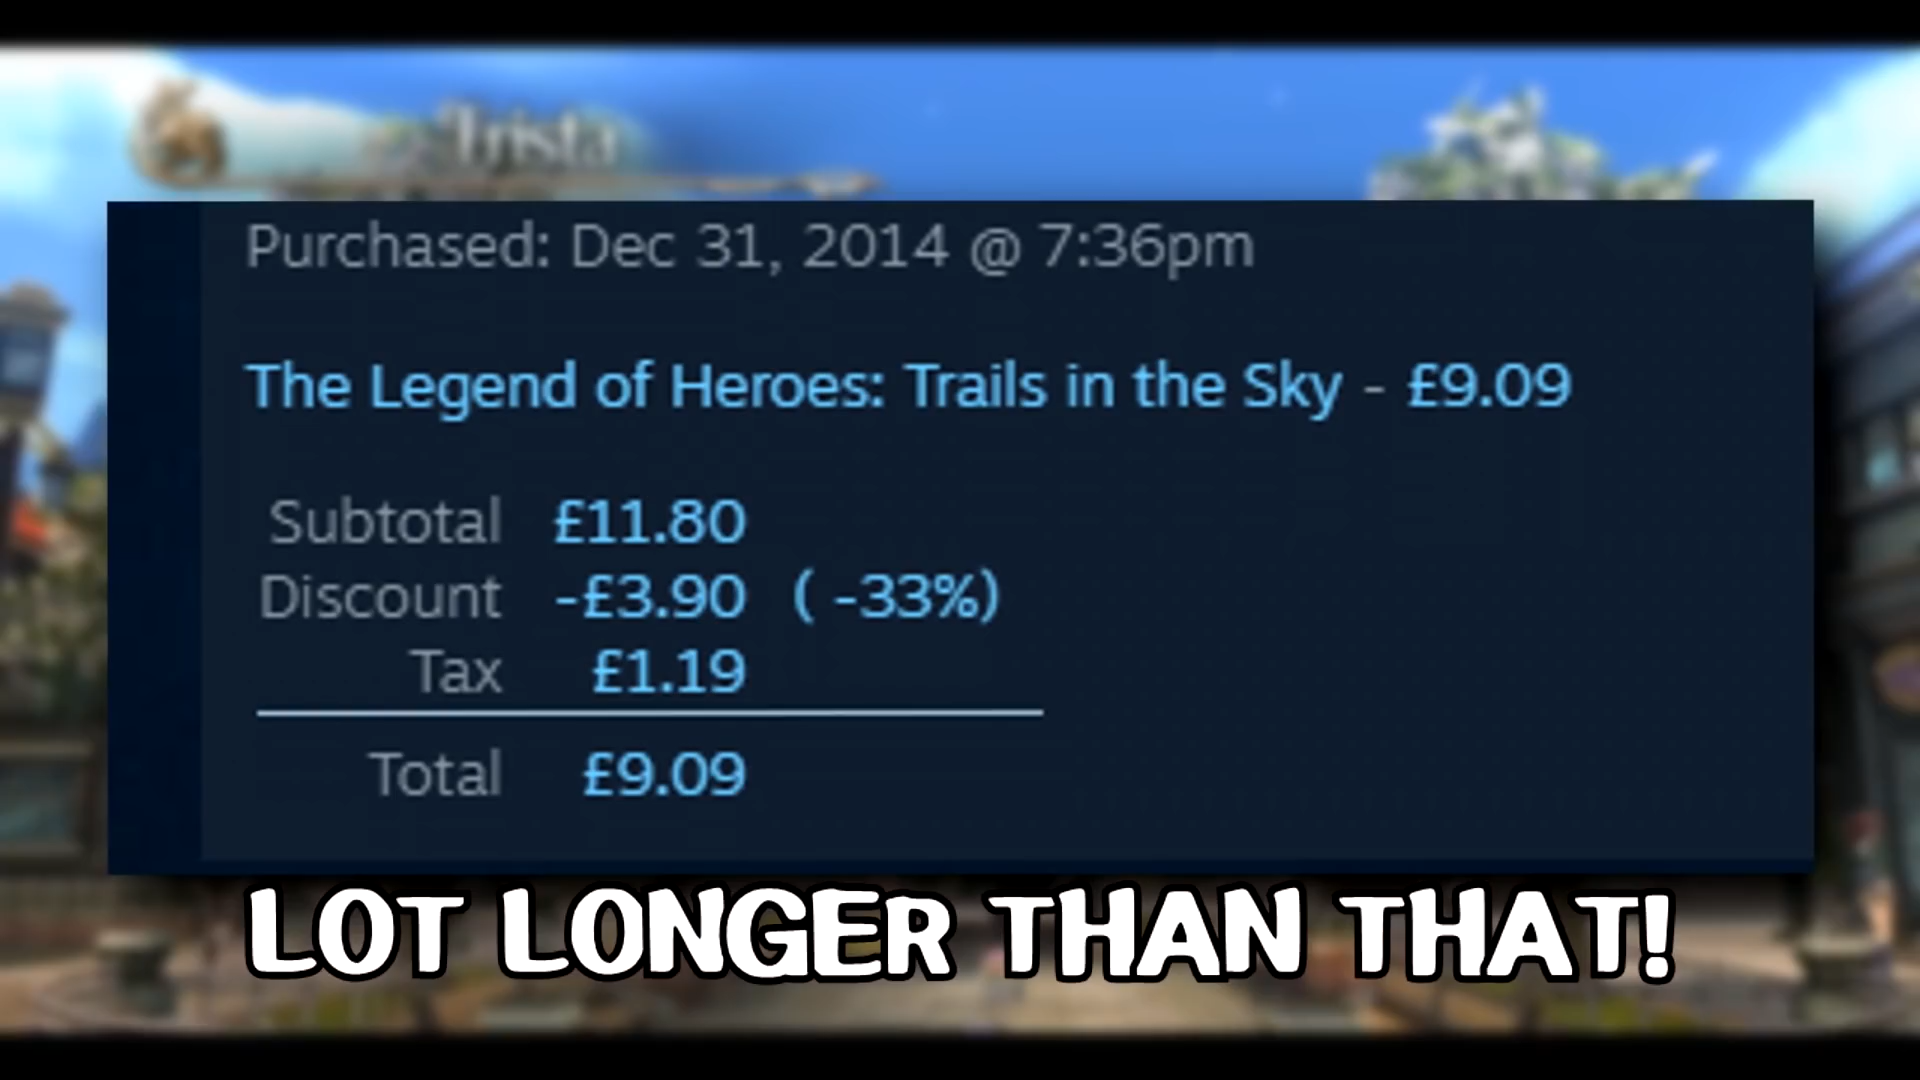 Trista
Purchased: Dec 31, 2014 @ 7:36pm
The Legend of Heroes: Trails in the Sky - £9.09
Subtotal £11.80
Discount -£3.90 ( -33%)
Tax £1.19
Total £9.09
LOT LONGER THAN THAT!